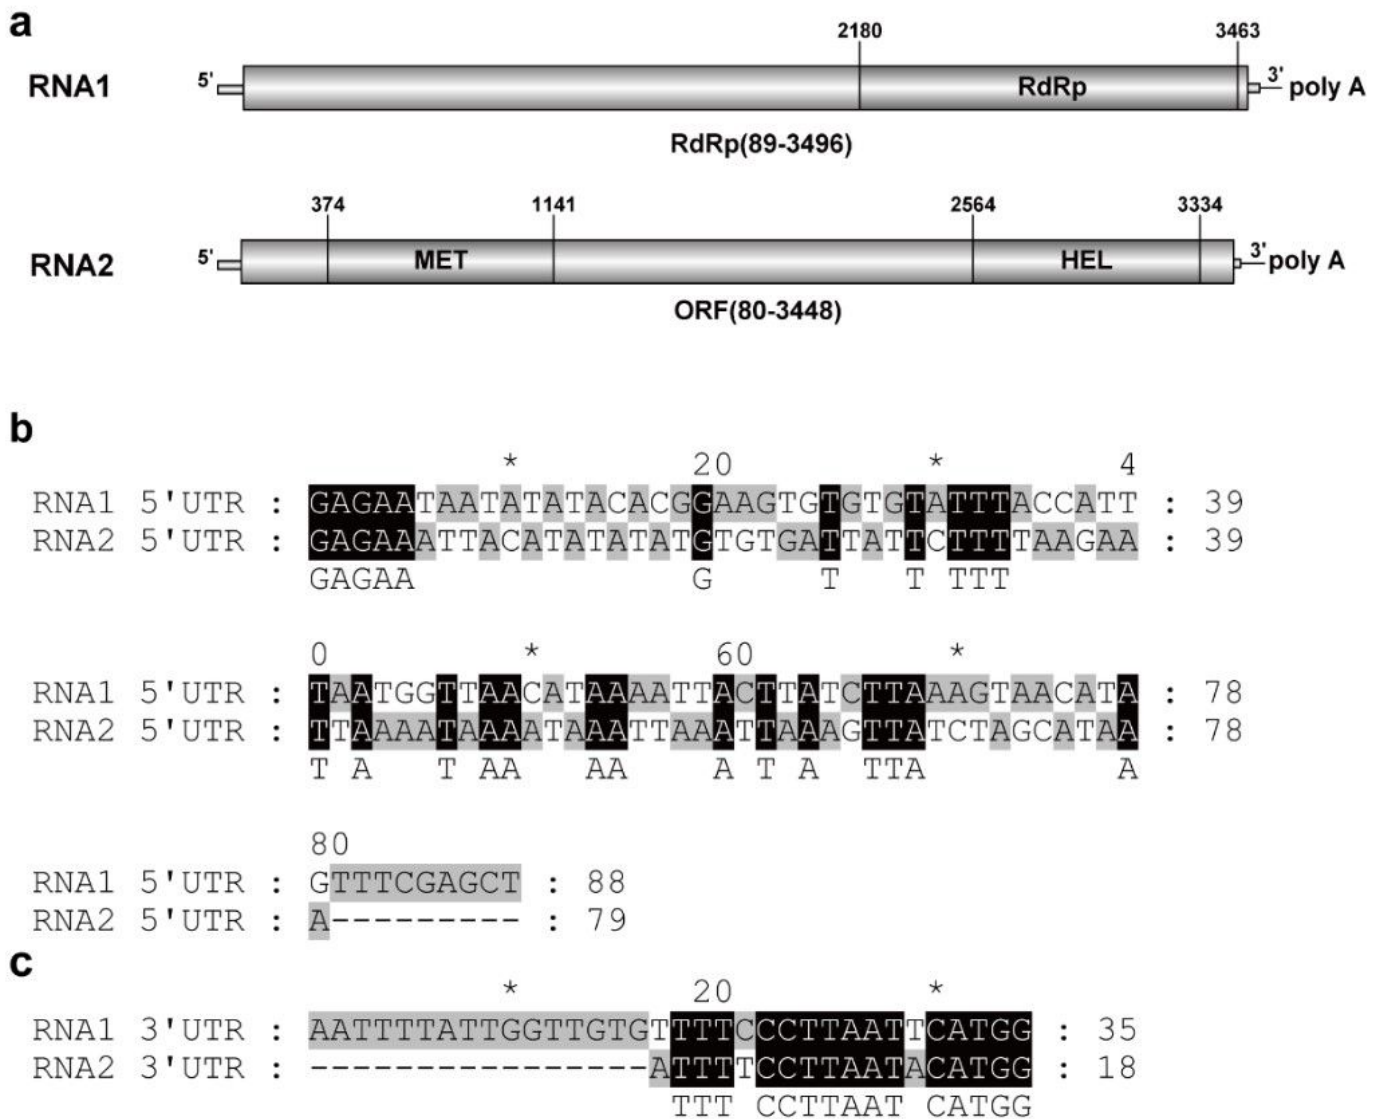 a
2180 3463
RNA1 5' RdRp 3' poly A
RdRp(89-3496)
374 1141 2564 3334
RNA2 5' MET HEL 3' poly A
ORF(80-3448)
b
* 20 * 4
RNA1 5'UTR : GAGAATAATATATACACGGAAGTGTGTGTATTTACCATT : 39
RNA2 5'UTR : GAGAAATTACATATATATGTGTGATTATTCTTTTAAGAA : 39
GAGAA G T T TTT
0 * 60 *
RNA1 5'UTR : TAATGGTTAACATAAAATTACTTATCTTAAAGTAACATA : 78
RNA2 5'UTR : TTAAAATAAAATAAATTAAATTAAAGTTATCTAGCATAA : 78
T A T AA AA A T A TTA A
80
RNA1 5'UTR : GTTTCGAGCT : 88
RNA2 5'UTR : A--------- : 79
c
* 20 *
RNA1 3'UTR : AATTTTATTGGTTGTGTTTTCCCTTAATTCATGG : 35
RNA2 3'UTR : ----------------ATTTTCCTTAATACATGG : 18
TTT CCTTAAT CATGG